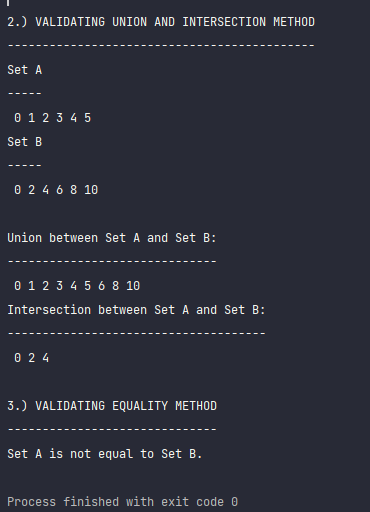 2.) VALIDATING UNION AND INTERSECTION METHOD
--------------------------------------------
Set A
-----
0 1 2 3 4 5
Set B
-----
0 2 4 6 8 10
Union between Set A and Set B:
------------------------------
0 1 2 3 4 5 6 8 10
Intersection between Set A and Set B:
-------------------------------------
0 2 4
3.) VALIDATING EQUALITY METHOD
------------------------------
Set A is not equal to Set B.
Process finished with exit code 0